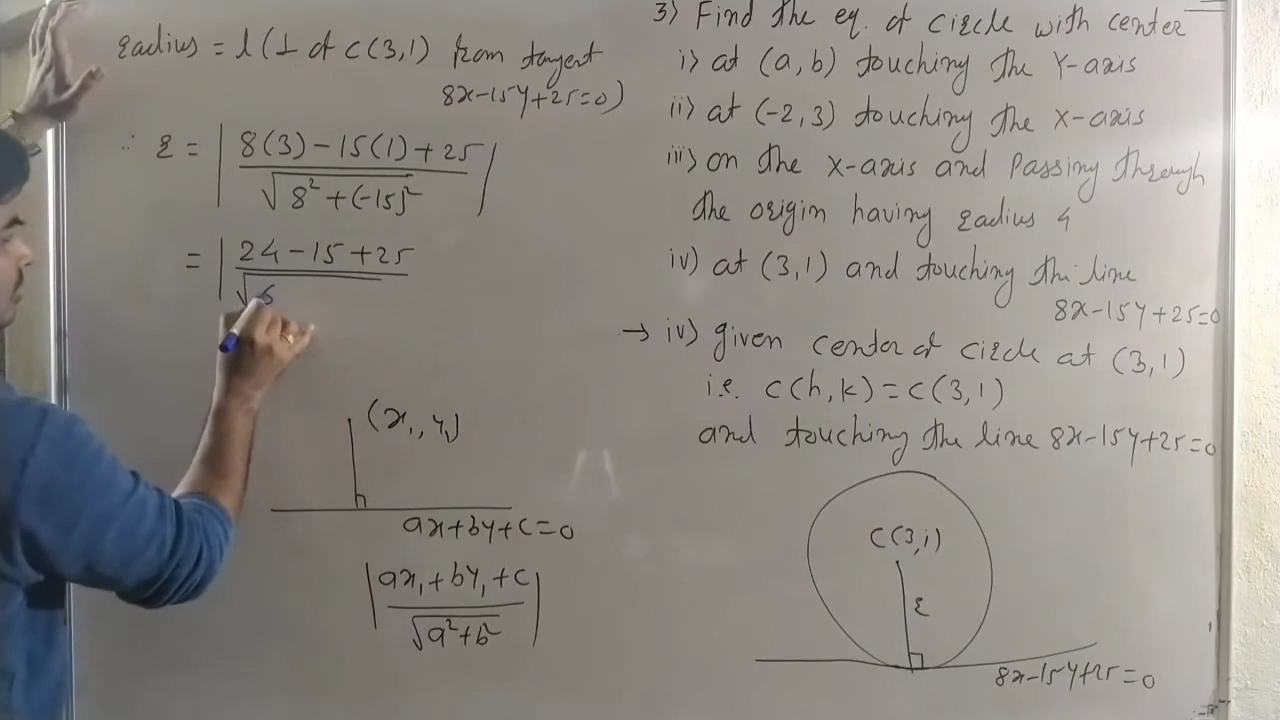 radius = l(⊥ of C(3,1) from tangent
8x-15y+25=0)
∴ r = | 8(3) - 15(1) + 25 / √8² + (-15)² |
= | 24 - 15 + 25 / √6
(x₁, y₁)
ax+by+c=0
| ax₁ + by₁ + c / √a²+b² |
3) Find the eq. of circle with center
i) at (a,b) touching the Y-axis
ii) at (-2,3) touching the x-axis
iii) on the x-axis and Passing through
the origin having radius 4
iv) at (3,1) and touching the line
8x-15y+25=0
→ iv) given center of circle at (3,1)
i.e. C(h,k) = C(3,1)
and touching the line 8x-15y+25=0
C(3,1)
r
8x-15y+25=0